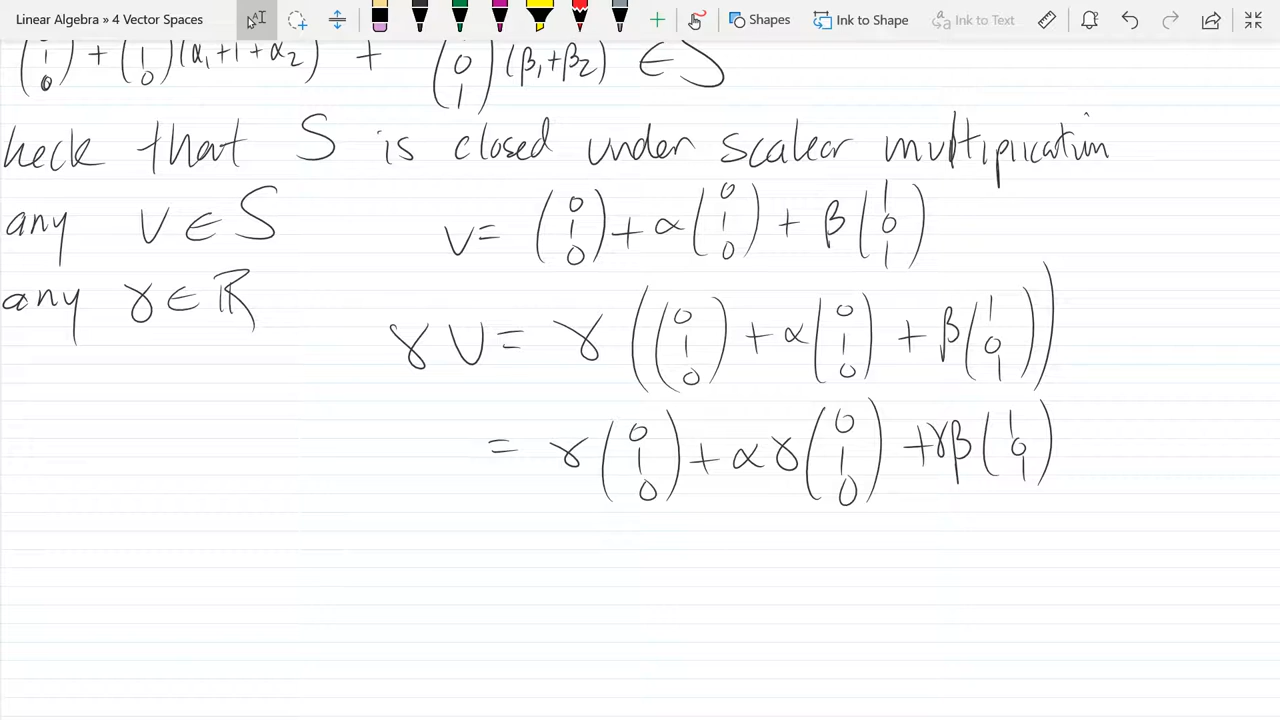 Linear Algebra » 4 Vector Spaces Shapes Ink to Shape Ink to Text
(1 0) + (1 0)(α₁+1+α₂) + (0 1)(β₁+β₂) ∈ S
heck that S is closed under scalar multiplication
any v ∈ S v = (0 1 0) + α(0 1 0) + β(1 0 1)
any γ ∈ ℝ
γ v = γ((0 1 0) + α(0 1 0) + β(1 0 1))
= γ(0 1 0) + αγ(0 1 0) + γβ(1 0 1)